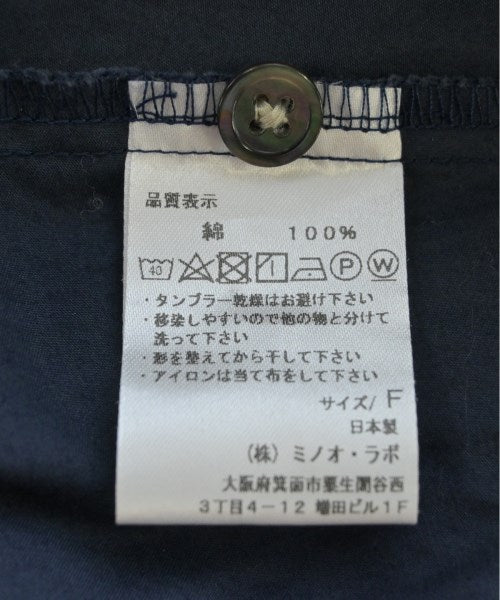 品質表示
綿 100%
40 P W
・タンブラー乾燥はお避け下さい
・移染しやすいので他の物と分けて
洗って下さい
・形を整えてから干して下さい
・アイロンは当て布をして下さい
サイズ/ F
日本製
(株) ミノオ・ラボ
大阪府箕面市粟生間谷西
3丁目4-12 増田ビル1F